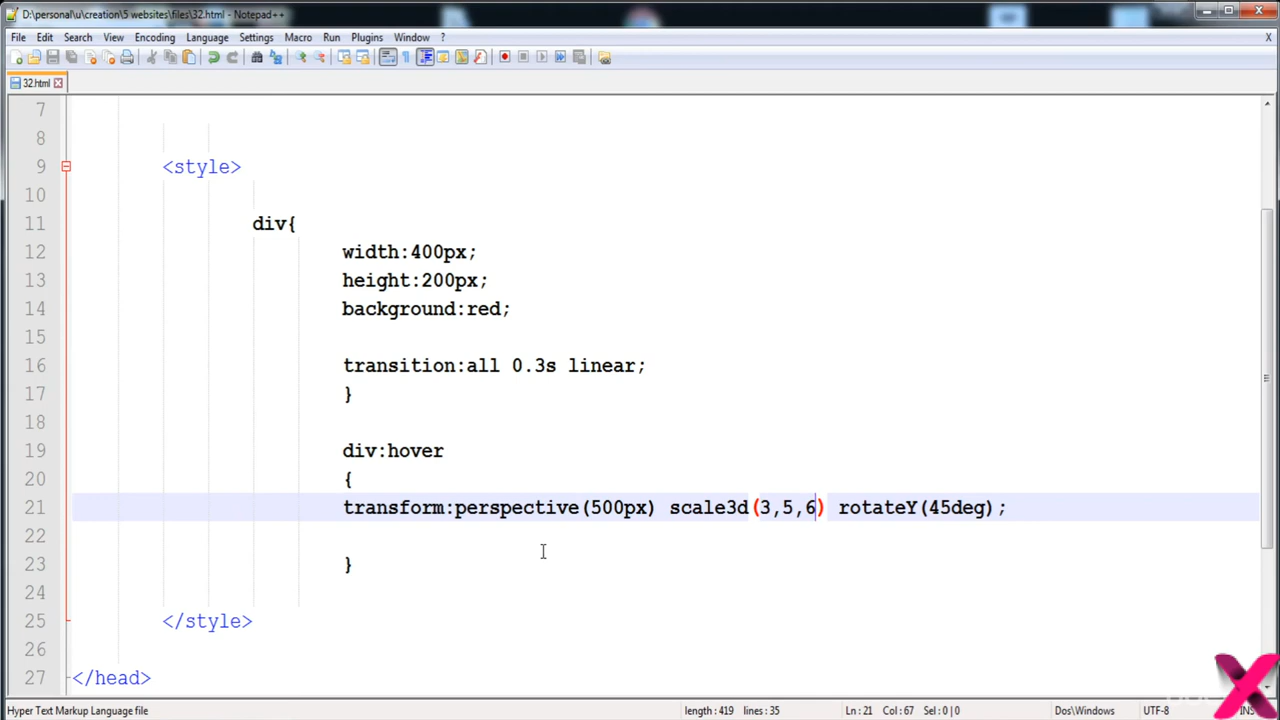 D:\personal\u\creation\5 websites\files\32.html - Notepad++
File Edit Search View Encoding Language Settings Macro Run Plugins Window ? X
32.html
7
8
9 <style>
10
11 div{
12 width:400px;
13 height:200px;
14 background:red;
15
16 transition:all 0.3s linear;
17 }
18
19 div:hover
20 {
21 transform:perspective(500px) scale3d(3,5,6) rotateY(45deg);
22
23 }
24
25 </style>
26
27 </head>
Hyper Text Markup Language file length : 419 lines : 35 Ln : 21 Col : 67 Sel : 0 | 0 Dos\Windows UTF-8 INS